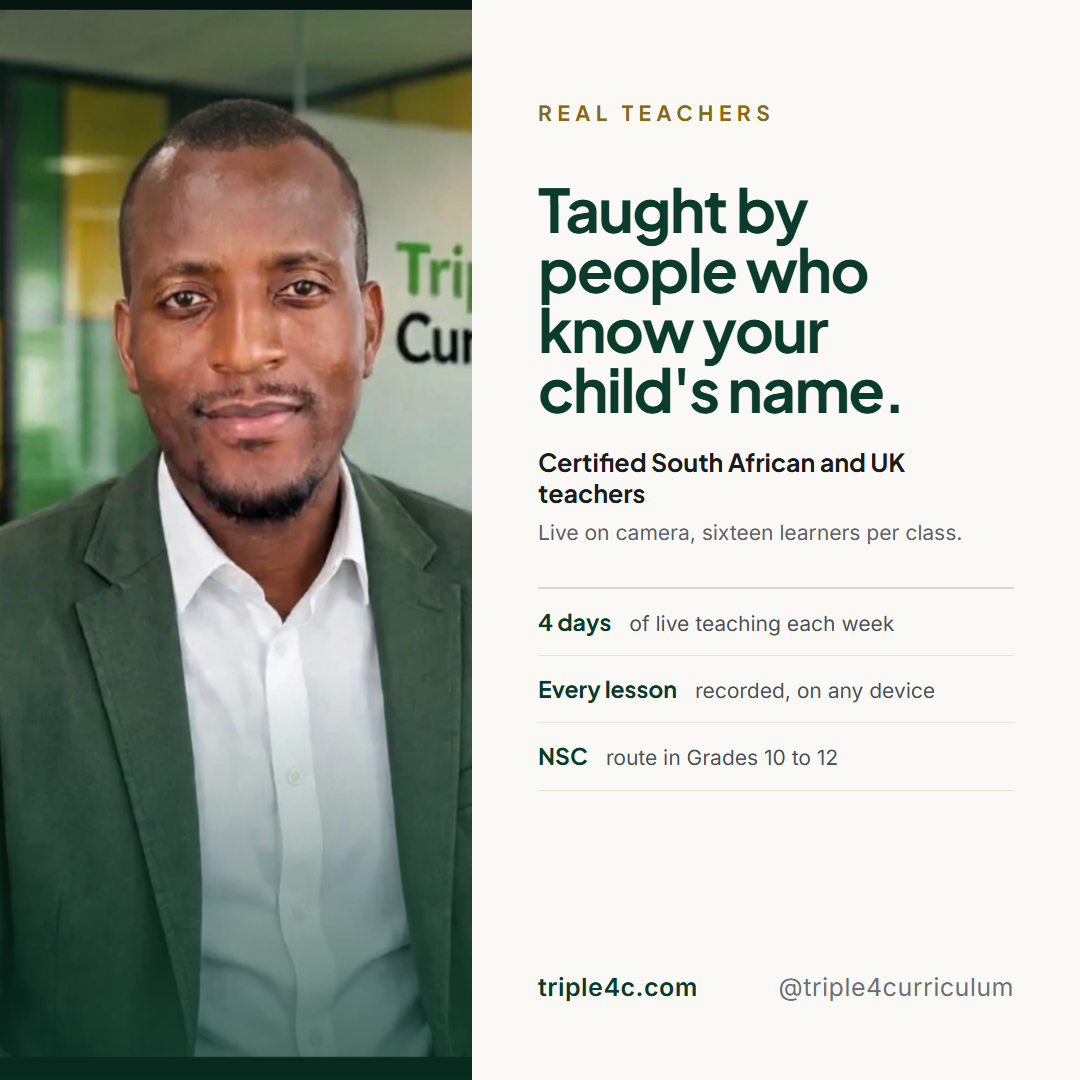 REAL TEACHERS
Taught by
people who
know your
child's name.
Certified South African and UK
teachers
Live on camera, sixteen learners per class.
4 days of live teaching each week
Every lesson recorded, on any device
NSC route in Grades 10 to 12
triple4c.com @triple4curriculum